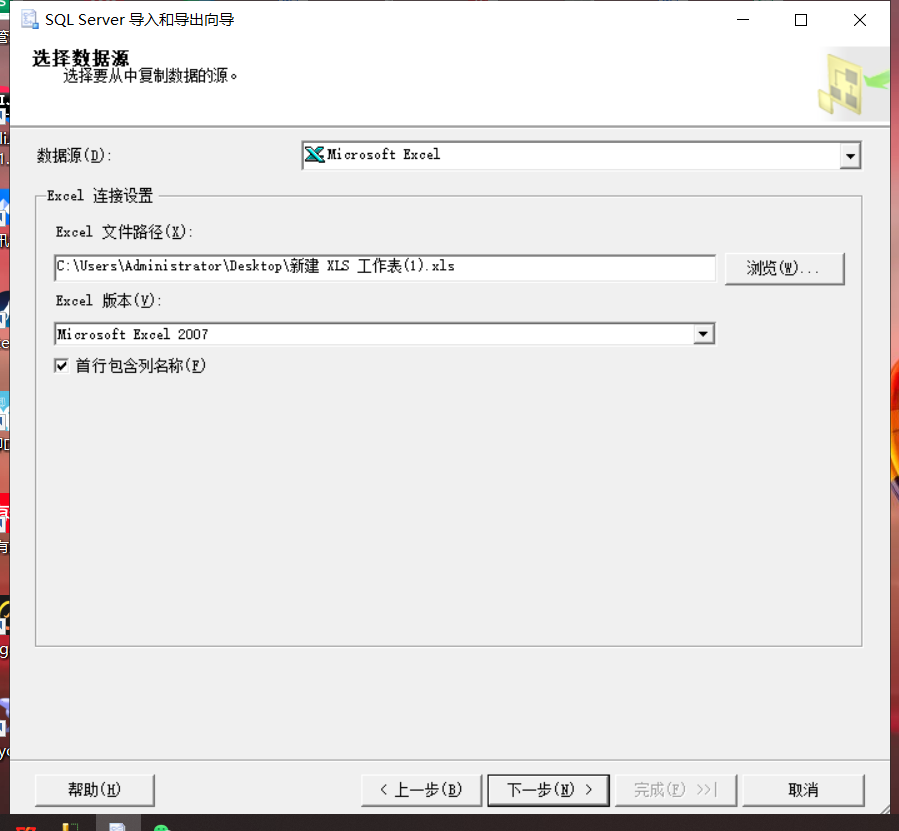 SQL Server 导入和导出向导
选择数据源
选择要从中复制数据的源。
数据源(D):
Microsoft Excel
Excel 连接设置
Excel 文件路径(X):
C:\Users\Administrator\Desktop\新建 XLS 工作表(1).xls
浏览(W)...
Excel 版本(V):
Microsoft Excel 2007
首行包含列名称(F)
帮助(H)
< 上一步(B)
下一步(N) >
完成(F) >>|
取消